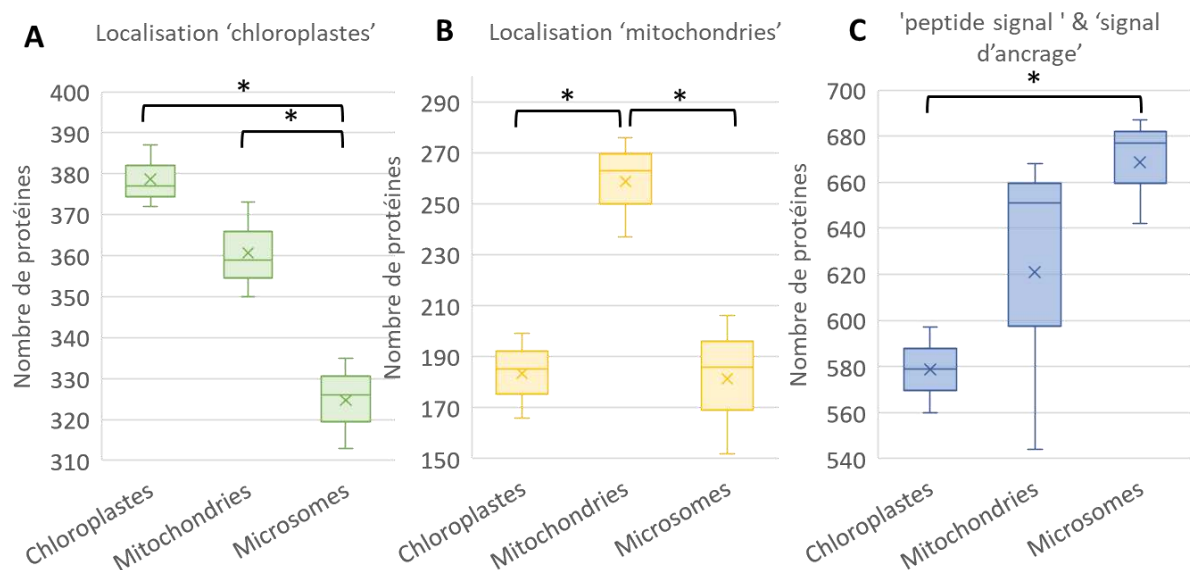 A
Localisation ‘chloroplastes’
*
*
Nombre de protéines
400
390
380
370
360
350
340
330
320
310
Chloroplastes
Mitochondries
Microsomes
B
Localisation ‘mitochondries’
*
*
Nombre de protéines
290
270
250
230
210
190
170
150
Chloroplastes
Mitochondries
Microsomes
C
'peptide signal ' & ‘signal
d’ancrage’
*
Nombre de protéines
700
680
660
640
620
600
580
560
540
Chloroplastes
Mitochondries
Microsomes